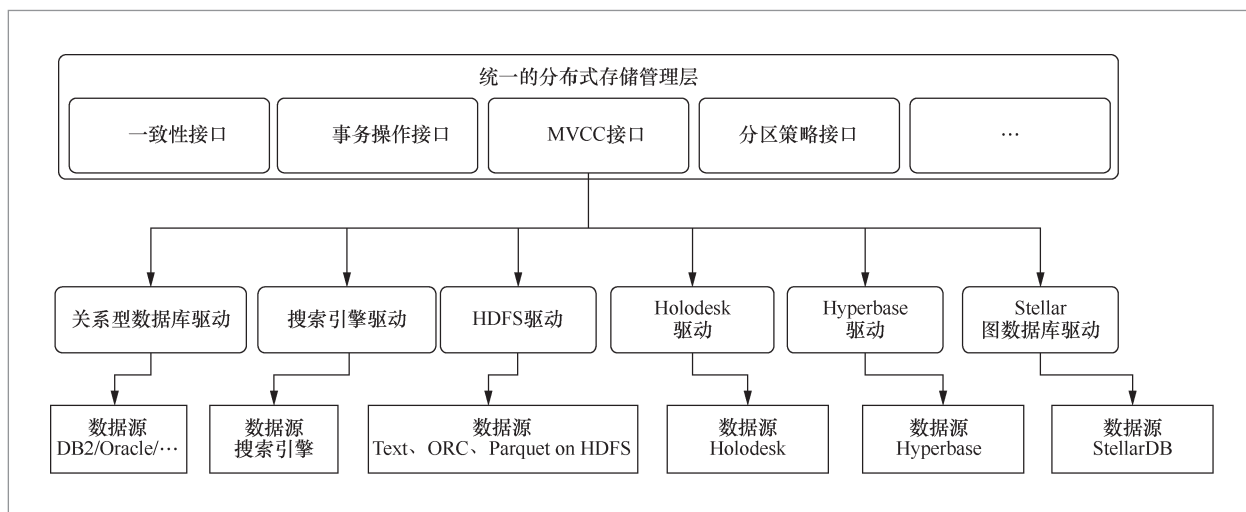 统一的分布式存储管理层
一致性接口
事务操作接口
MVCC接口
分区策略接口
…
关系型数据库驱动
搜索引擎驱动
HDFS驱动
Holodesk
驱动
Hyperbase
驱动
Stellar
图数据库驱动
数据源
DB2/Oracle/…
数据源
搜索引擎
数据源
Text、ORC、Parquet on HDFS
数据源
Holodesk
数据源
Hyperbase
数据源
StellarDB